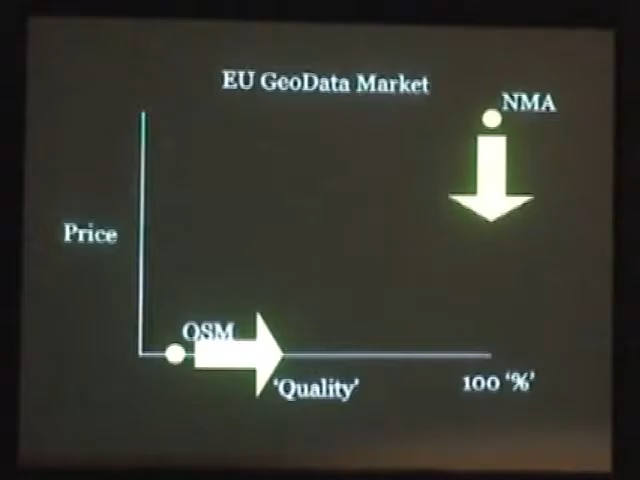 EU GeoData Market
NMA
Price
OSM
'Quality'
100 '%'